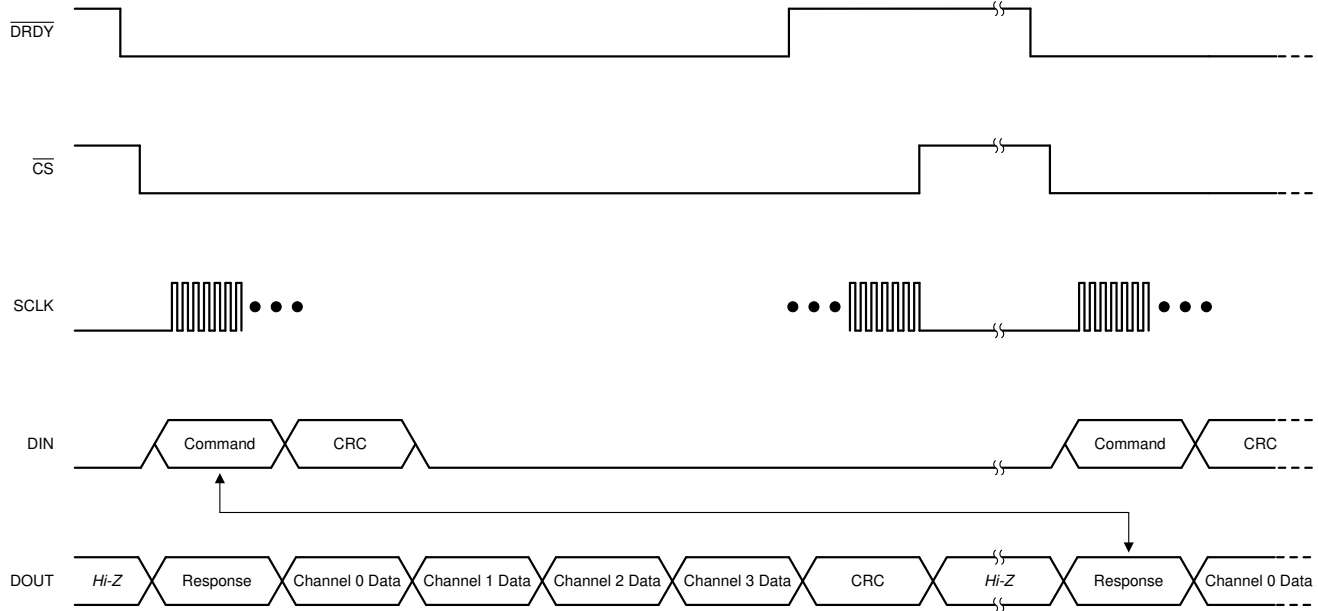 DRDY
CS
SCLK
DIN Command CRC Command CRC
DOUT Hi-Z Response Channel 0 Data Channel 1 Data Channel 2 Data Channel 3 Data CRC Hi-Z Response Channel 0 Data